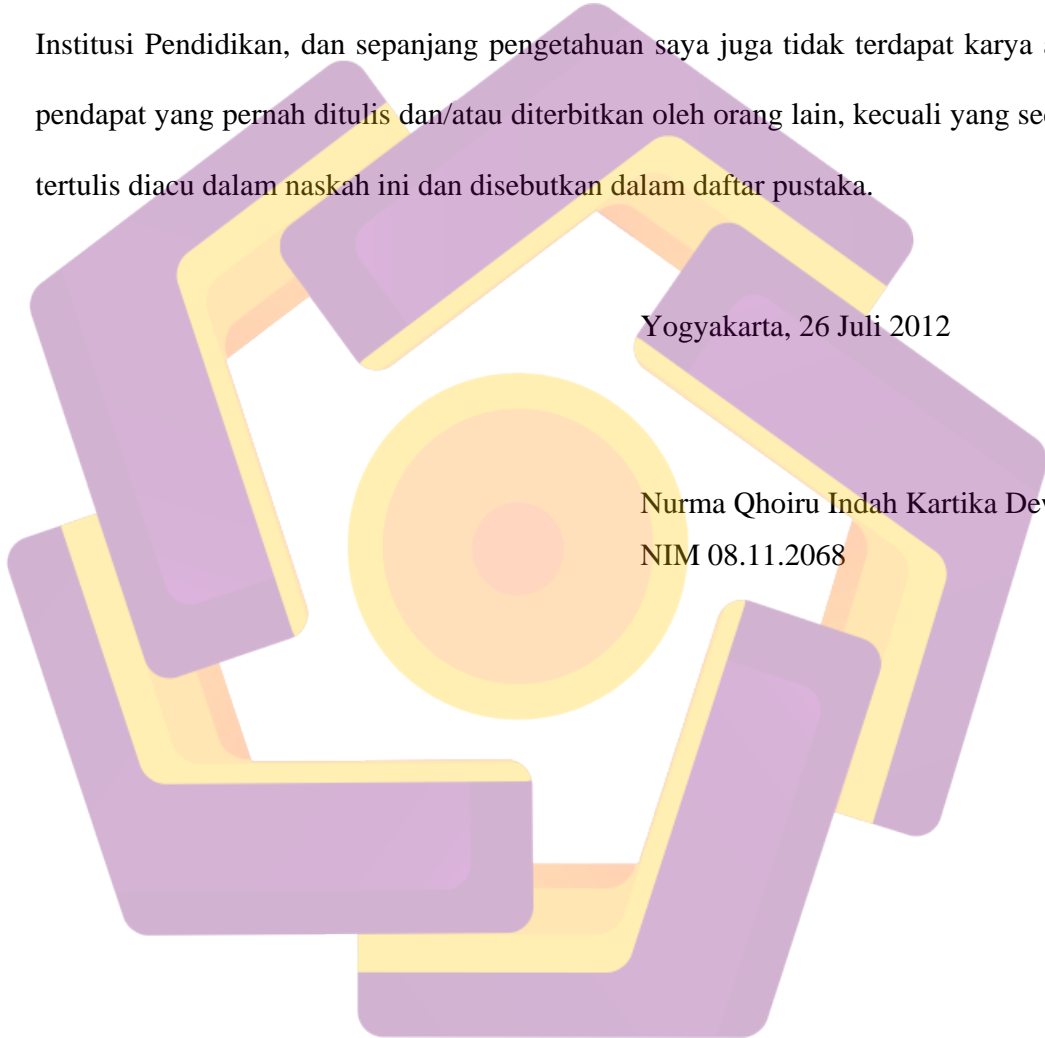 Institusi Pendidikan, dan sepanjang pengetahuan saya juga tidak terdapat karya
pendapat yang pernah ditulis dan/atau diterbitkan oleh orang lain, kecuali yang
tertulis diacu dalam naskah ini dan disebutkan dalam daftar pustaka.
Yogyakarta, 26 Juli 2012
Nurma Qhoiru Indah Kartika
NIM 08.11.2068